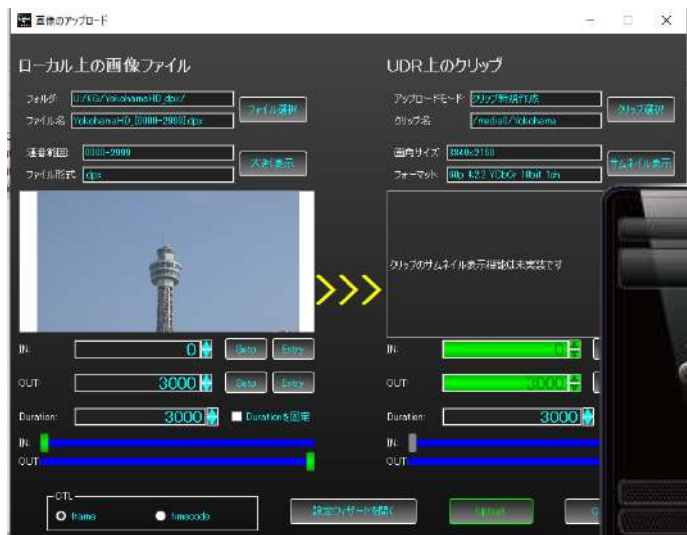 画像のアップロード
ローカル上の画像ファイル
フォルダ U:/KG/YokohamaHD_dpx/
ファイル名 YokohamaHD_[0000-2999].dpx
ファイル選択
連番範囲 0000-2999
ファイル形式 .dpx
大きく表示
IN: 0 Goto Entry
OUT: 3000 Goto Entry
Duration: 3000 Durationを固定
IN:
OUT:
CTL
frame timecode
UDR上のクリップ
アップロードモード クリップ新規作成
クリップ名 /media0/Yokohama
クリップ選択
画角サイズ 3840x2160
フォーマット 60p 4:2:2 YCbCr 10bit 1ch
サムネイル表示
クリップのサムネイル表示機能は未実装です
IN: 0
OUT: 3000
Duration: 3000
IN:
OUT:
設定ウィザードを開く
Upload